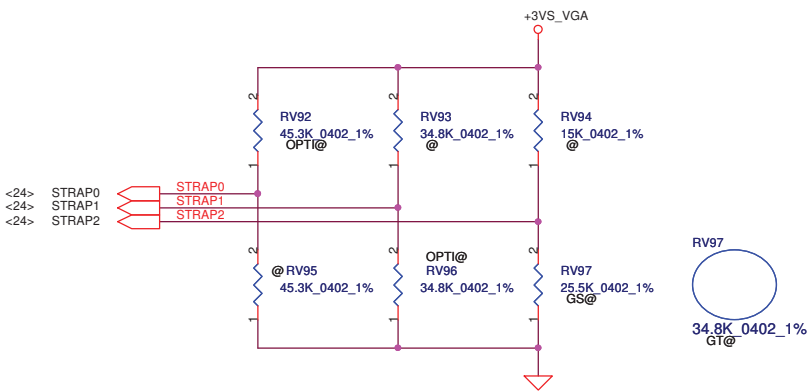 +3VS_VGA
2 2 2
RV92 RV93 RV94
45.3K_0402_1% 34.8K_0402_1% 15K_0402_1%
OPTI@ @ @
1 1 1
<24> STRAP0 STRAP0
<24> STRAP1 STRAP1
<24> STRAP2 STRAP2
2 2 2
OPTI@
@ RV95 RV96 RV97
45.3K_0402_1% 34.8K_0402_1% 25.5K_0402_1%
GS@
1 1 1
RV97
34.8K_0402_1%
GT@